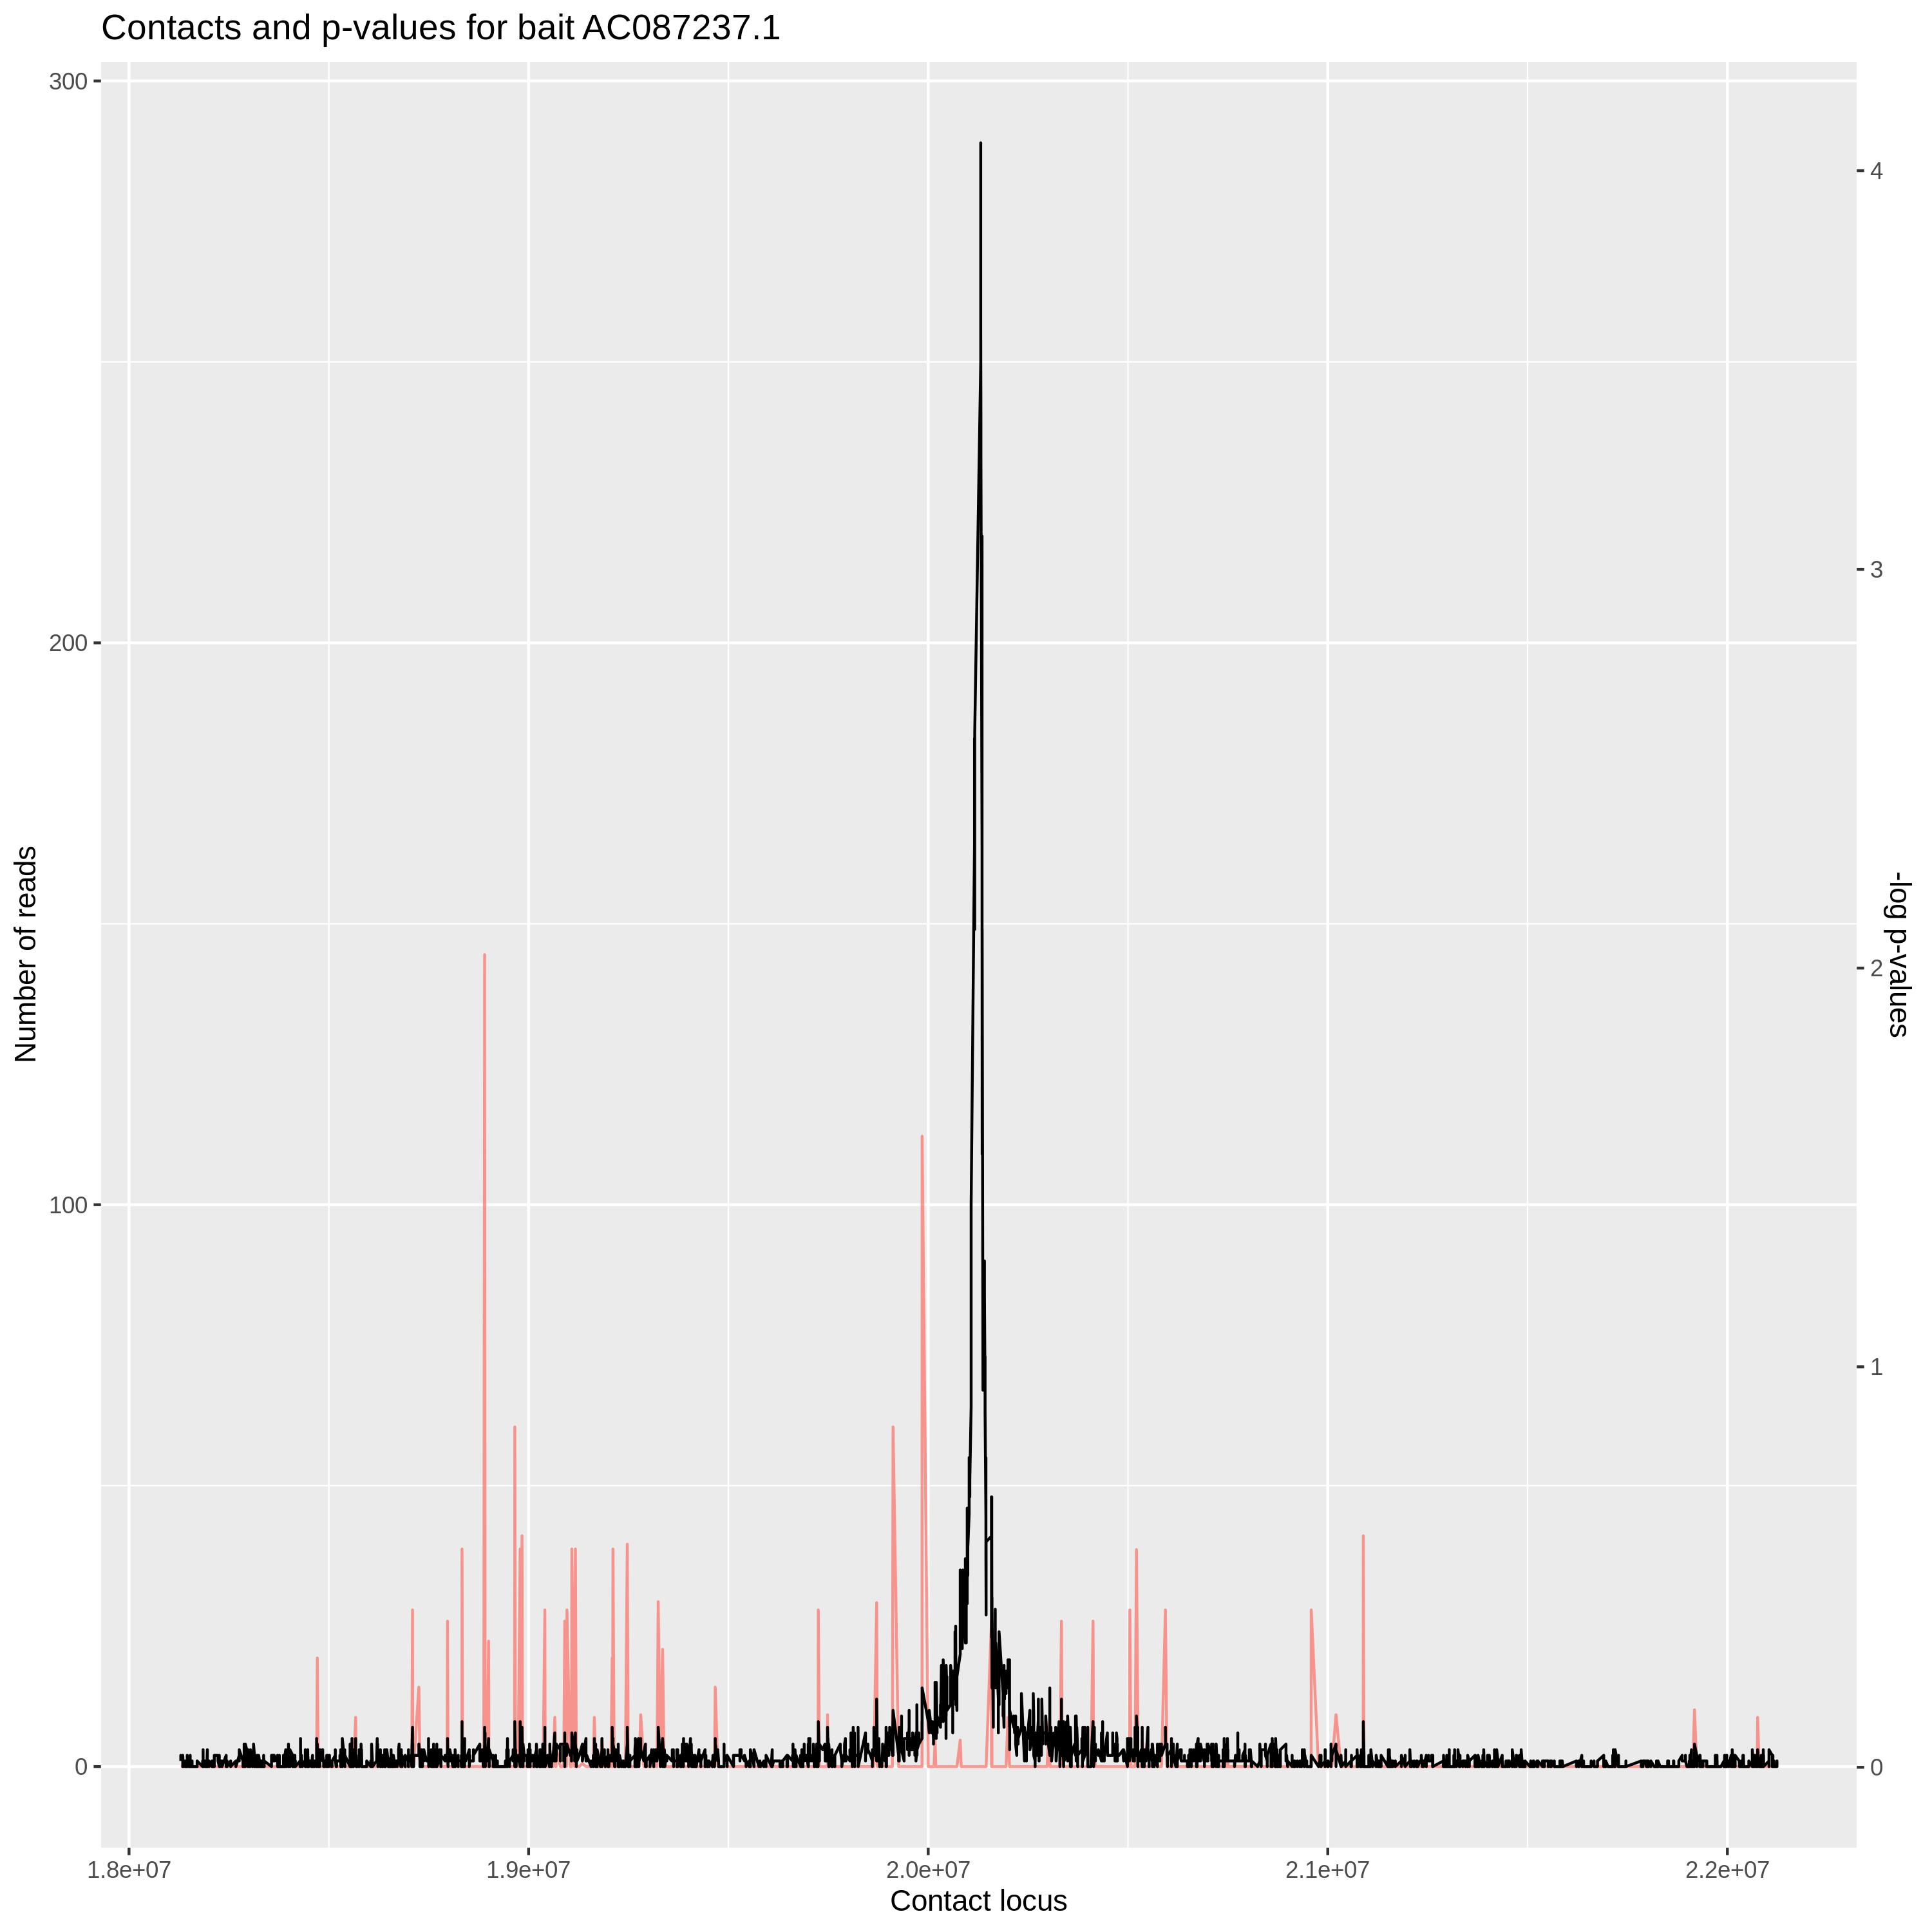 Contacts and p-values for bait AC087237.1
300
200
100
0
Number of reads
4
3
2
1
0
-log p-values
1.8e+07
1.9e+07
2.0e+07
2.1e+07
2.2e+07
Contact locus